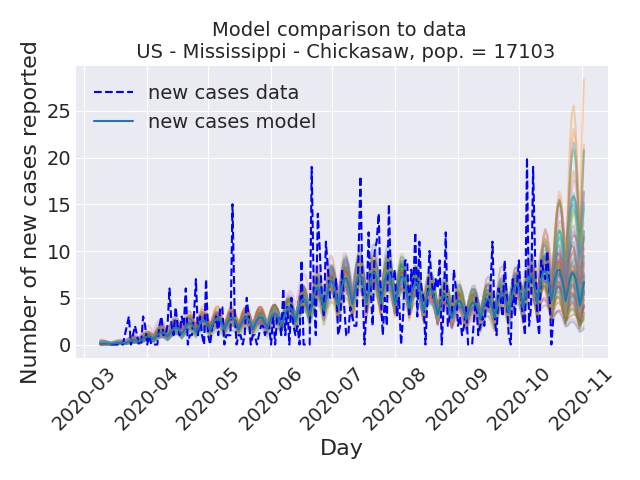 Model comparison to data
US - Mississippi - Chickasaw, pop. = 17103
Number of new cases reported
new cases data
new cases model
25
20
15
10
5
0
2020-03
2020-04
2020-05
2020-06
2020-07
2020-08
2020-09
2020-10
2020-11
Day